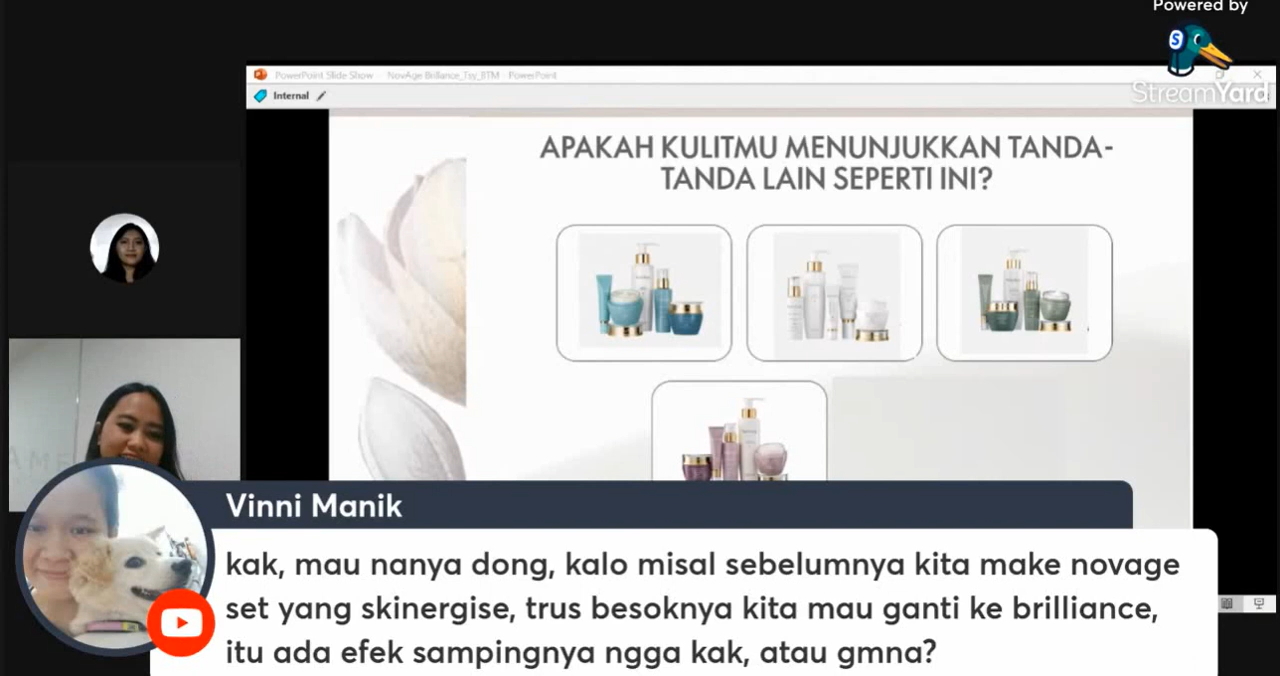 Powered by
S
StreamYard
PowerPoint Slide Show NovAge Brilliance_Tsy_BTM - PowerPoint
Internal
APAKAH KULITMU MENUNJUKKAN TANDA-
TANDA LAIN SEPERTI INI?
Vinni Manik
kak, mau nanya dong, kalo misal sebelumnya kita make novage
set yang skinergise, trus besoknya kita mau ganti ke brilliance,
itu ada efek sampingnya ngga kak, atau gmna?